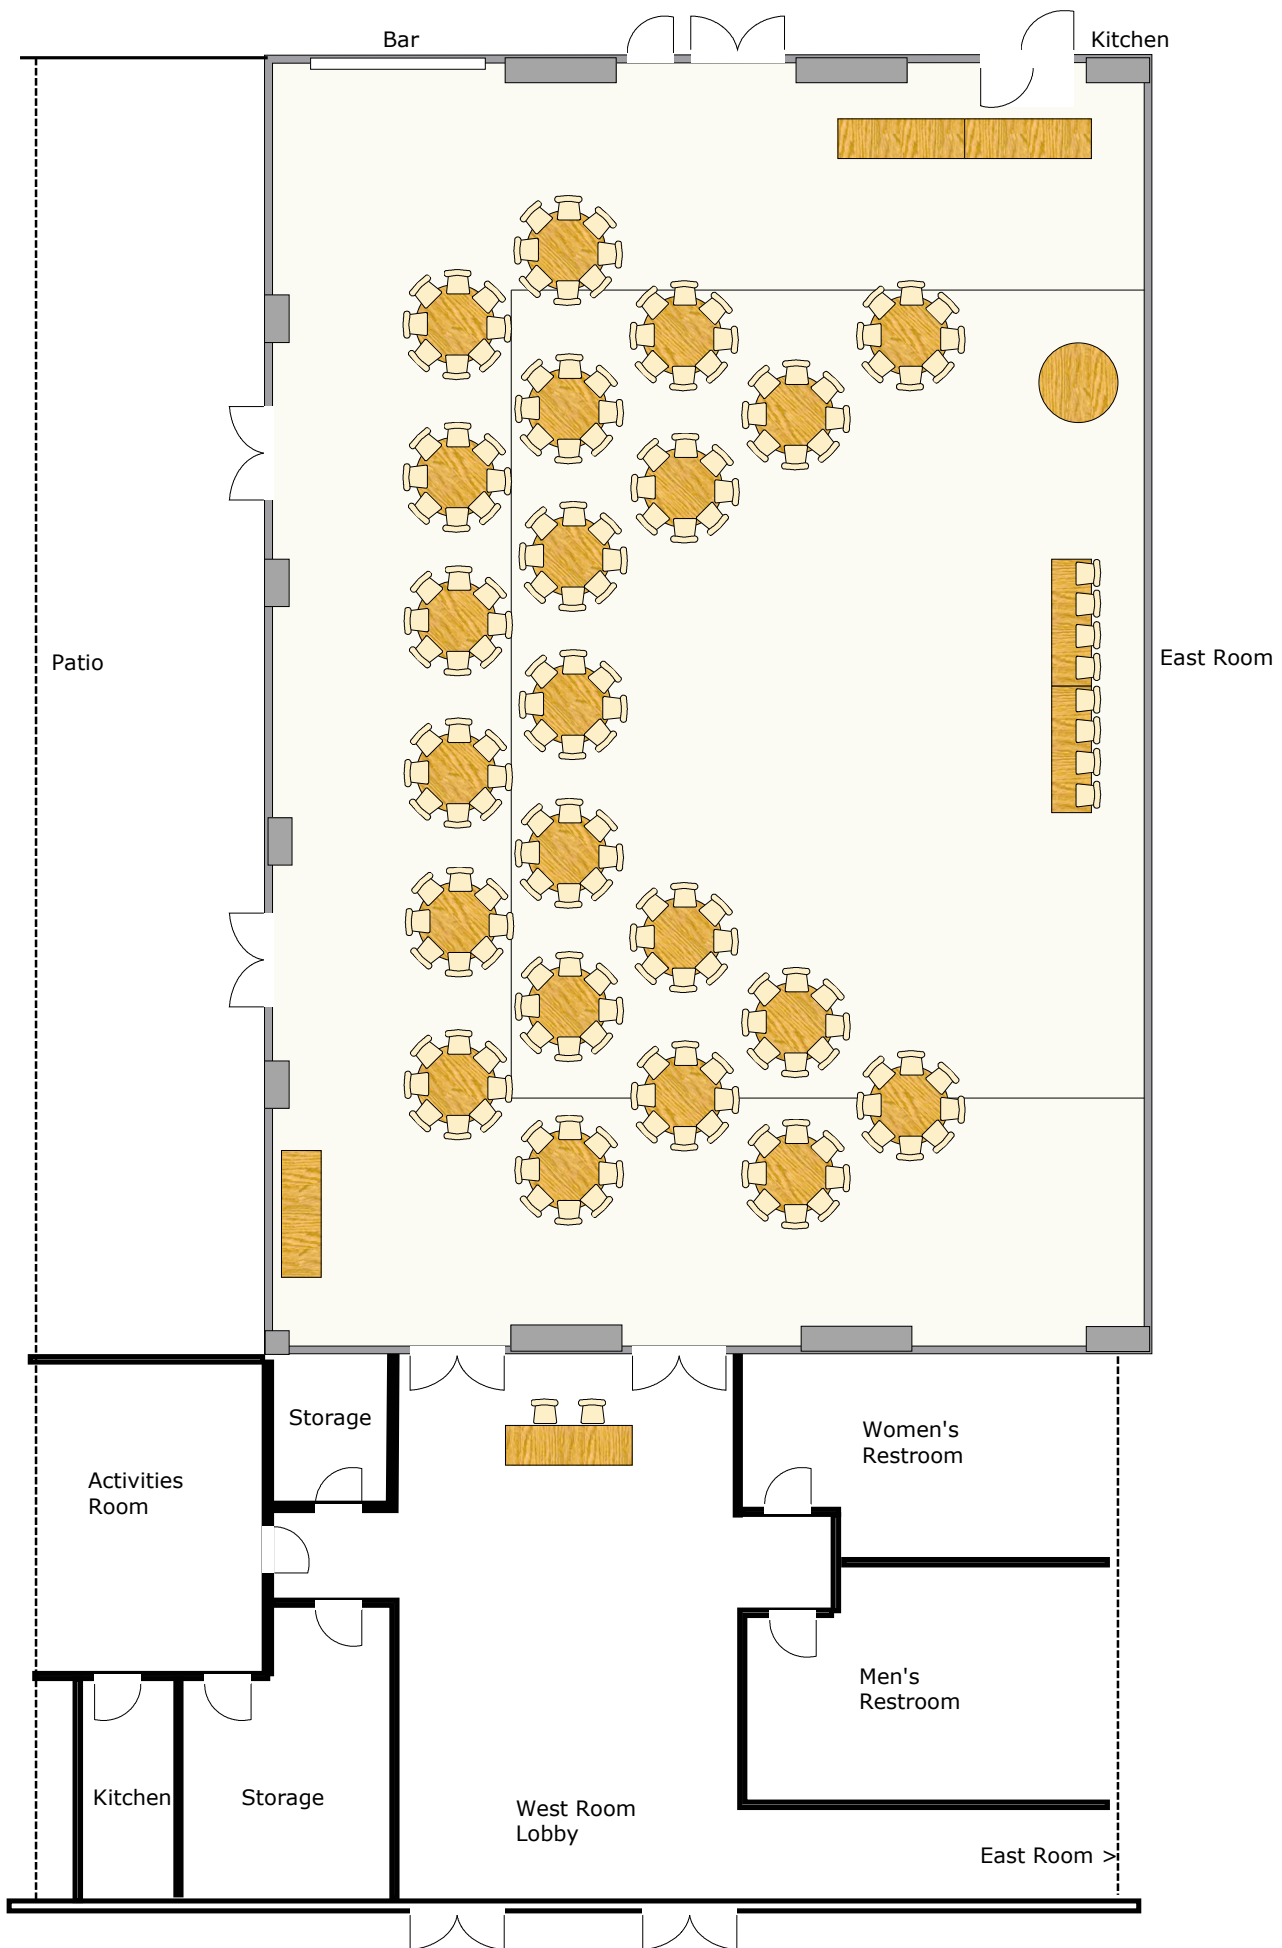 Bar
Kitchen
Patio
East Room
Storage
Women's
Restroom
Activities
Room
Men's
Restroom
Kitchen
Storage
West Room
Lobby
East Room >